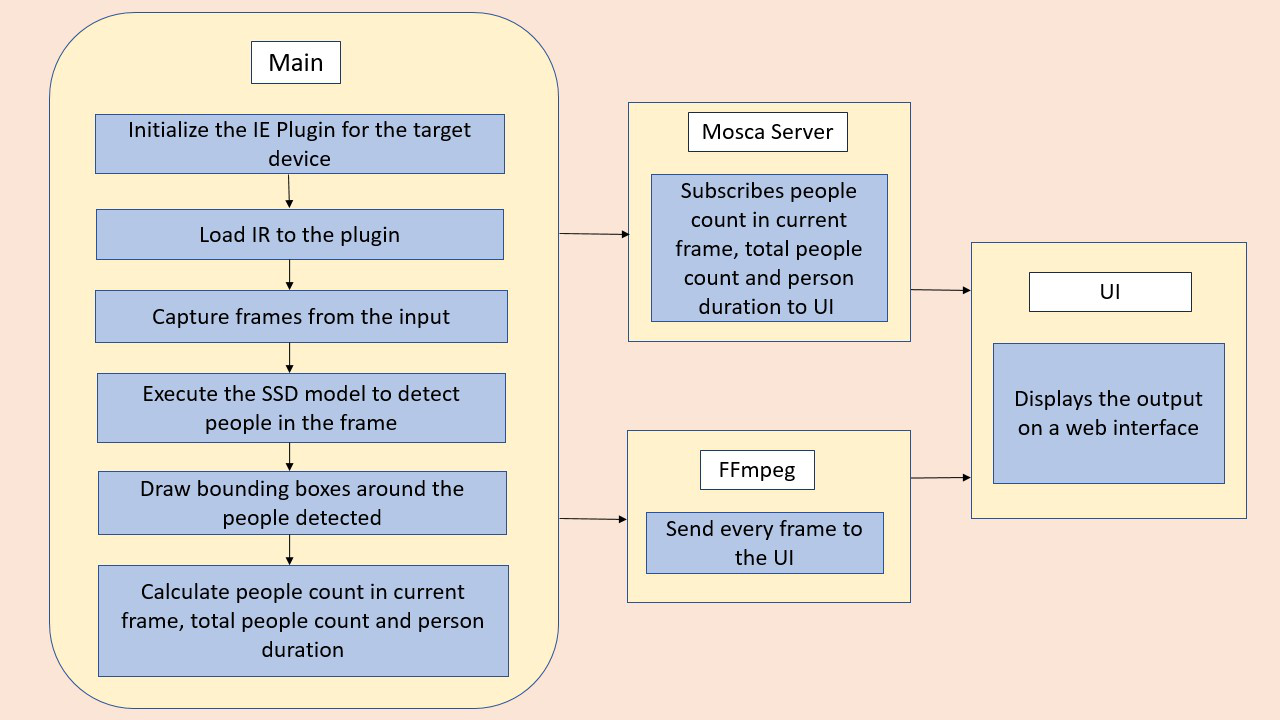 Main
Initialize the IE Plugin for the target
device
Load IR to the plugin
Capture frames from the input
Execute the SSD model to detect
people in the frame
Draw bounding boxes around the
people detected
Calculate people count in current
frame, total people count and person
duration
Mosca Server
Subscribes people
count in current
frame, total people
count and person
duration to UI
FFmpeg
Send every frame to
the UI
UI
Displays the output
on a web interface